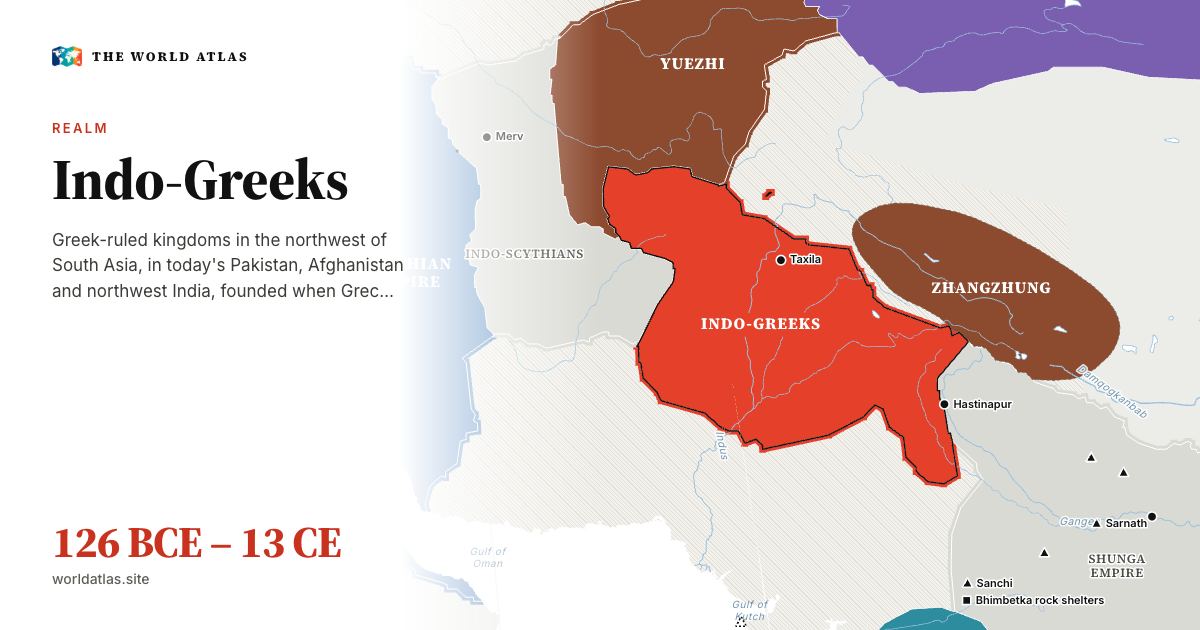 THE WORLD ATLAS
REALM
Indo-Greeks
Greek-ruled kingdoms in the northwest of
South Asia, in today's Pakistan, Afghanistan
and northwest India, founded when Grec...
126 BCE – 13 CE
worldatlas.site
YUEZHI
Merv
INDO-SCYTHIANS
Taxila
ZHANGZHUNG
INDO-GREEKS
Damqogkanbab
Hastinapur
Indus
Sarnath
Gulf of
Oman
SHUNGA
EMPIRE
Sanchi
Bhimbetka rock shelters
Gulf of
Kutch